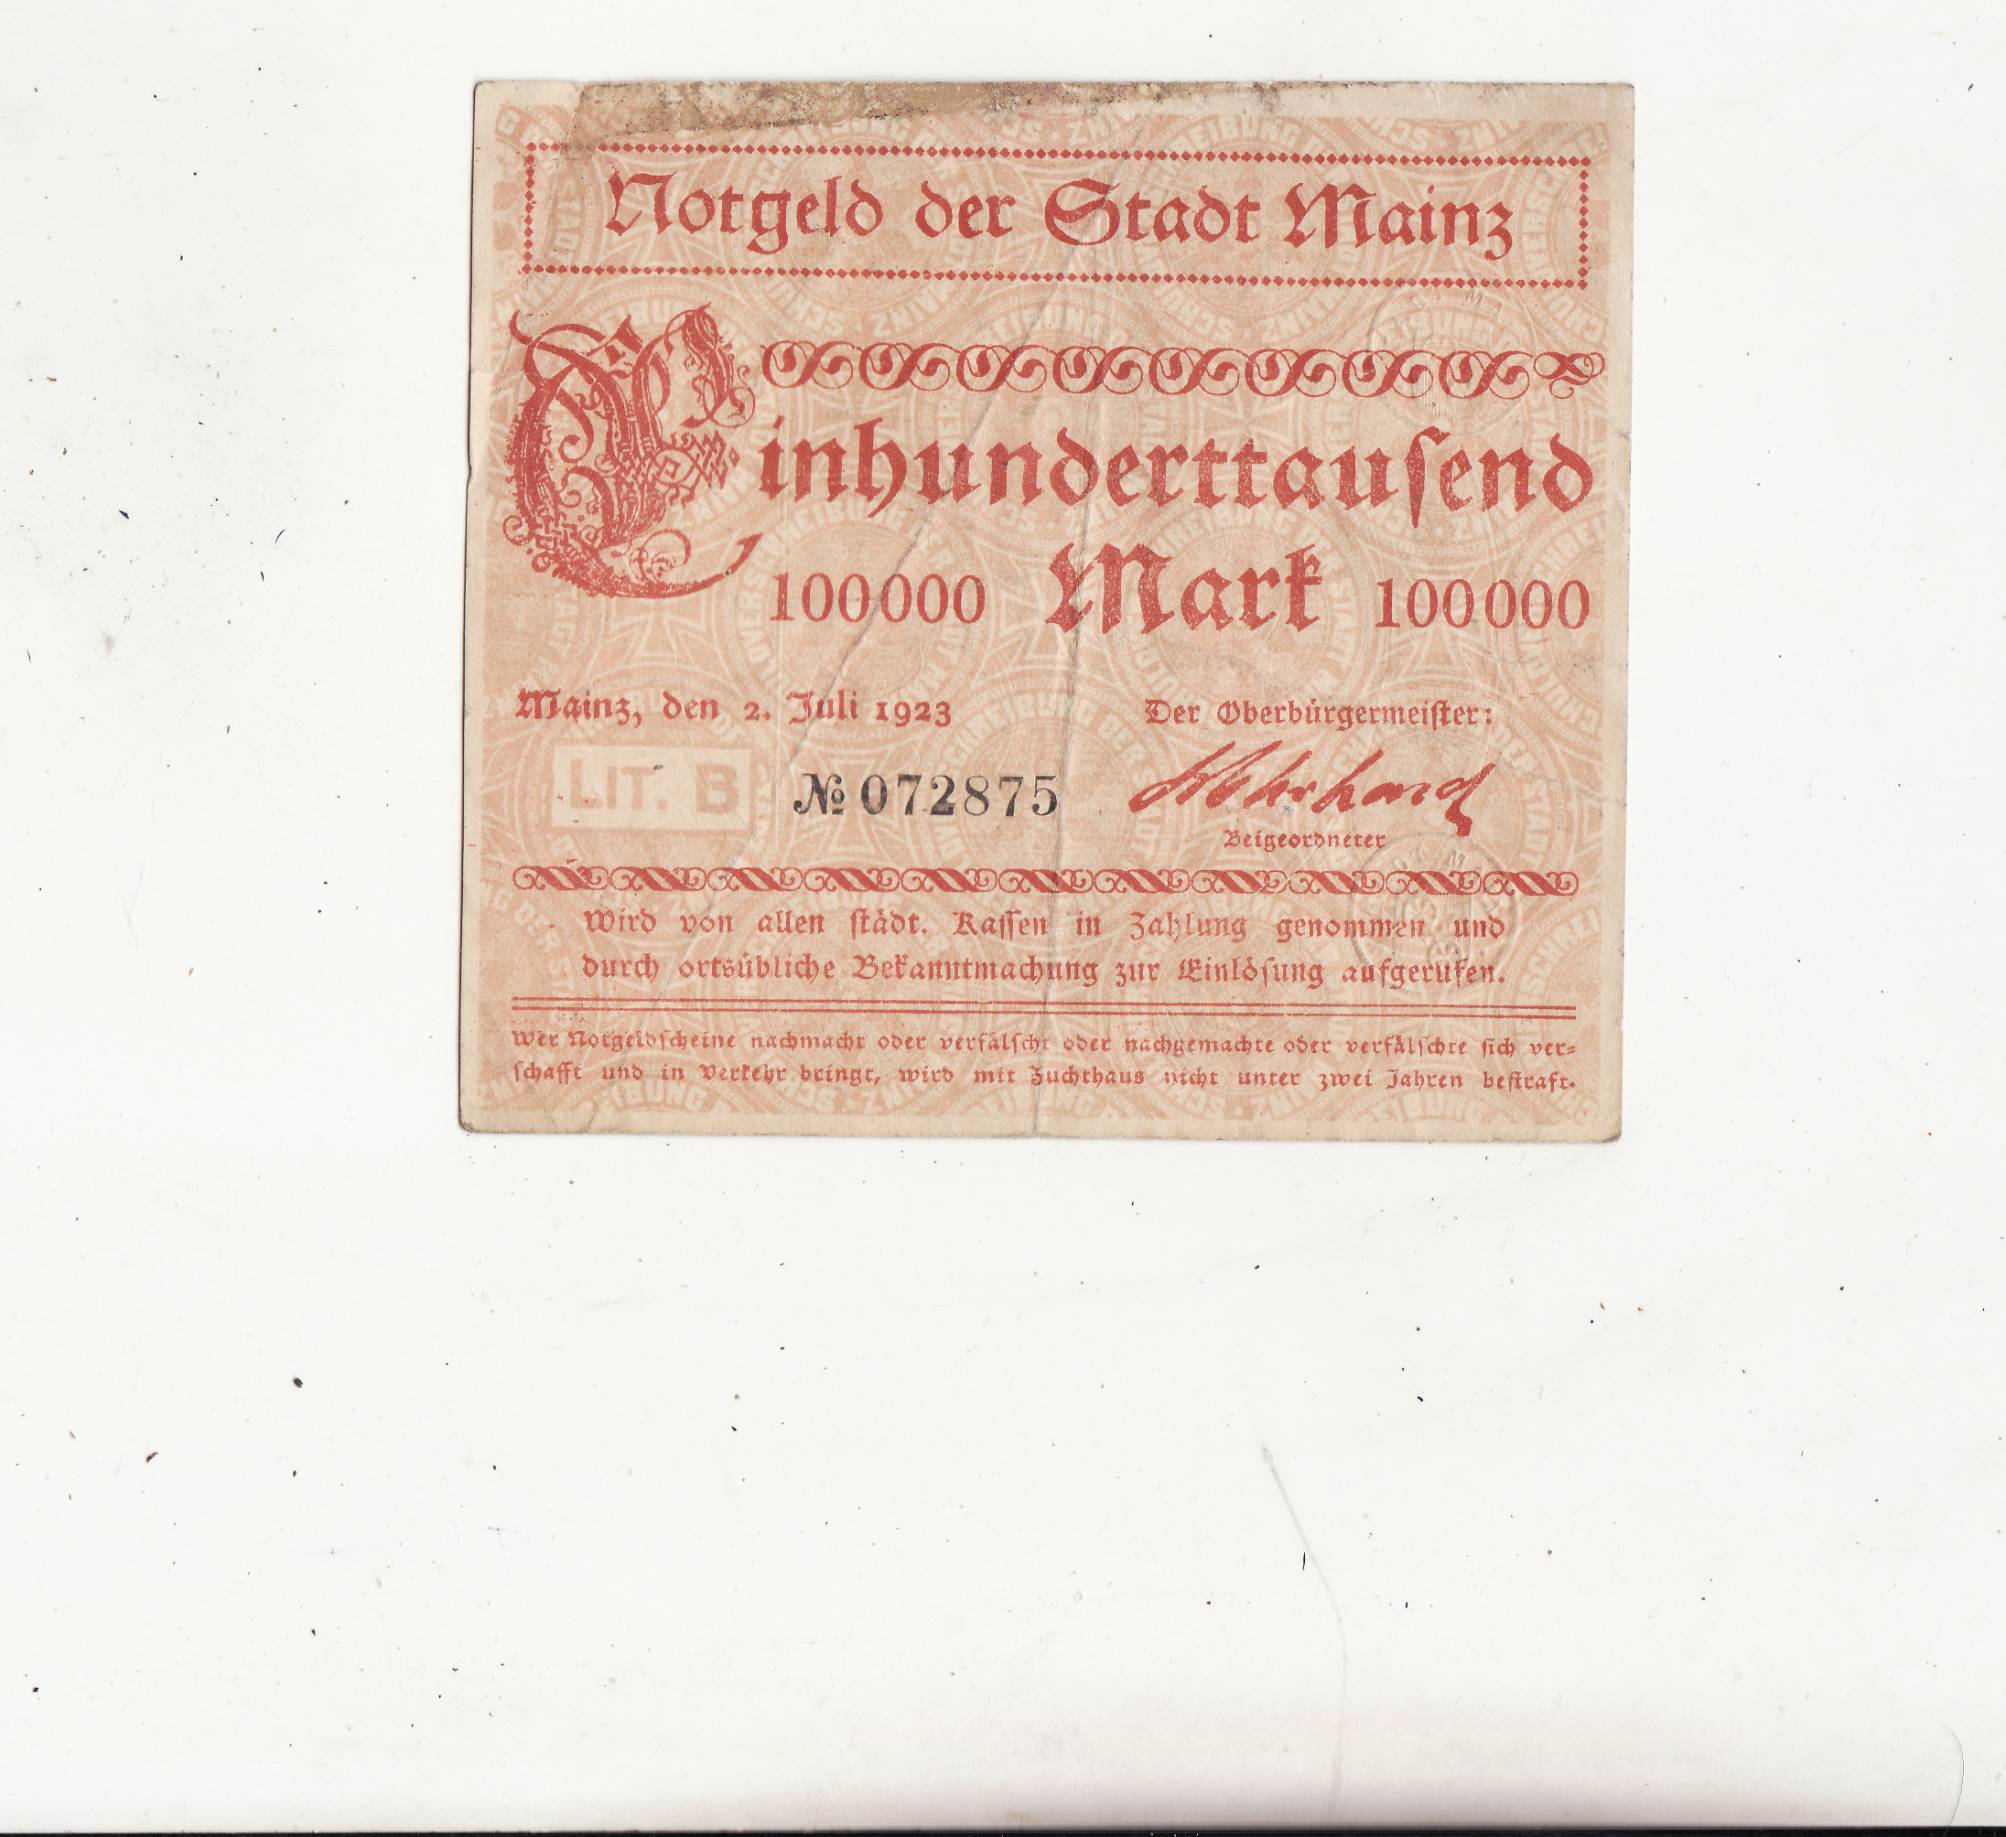 Notgeld der Stadt Mainz
Einhunderttauſend
100000 Mark 100000
Mainz, den 2. Juli 1923
Der Oberbürgermeiſter:
LIT. B
№ 072875
Beigeordneter
Wird von allen ſtädt. Kaſſen in Zahlung genommen und
durch ortsübliche Bekanntmachung zur Einlöſung aufgerufen.
Wer Notgeldſcheine nachmacht oder verfälſcht oder nachgemachte oder verfälſchte ſich ver-
ſchafft und in Verkehr bringt, wird mit Zuchthaus nicht unter zwei Jahren beſtraft.